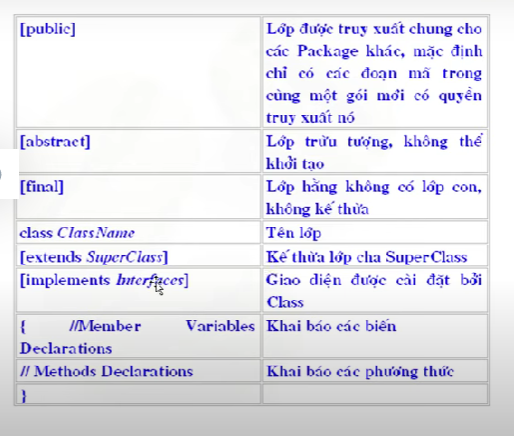 [public]
Lớp được truy xuất chung cho
các Package khác, mặc định
chỉ có các đoạn mã trong
cùng một gói mới có quyền
truy xuất nó
[abstract]
Lớp trừu tượng, không thể
khởi tạo
[final]
Lớp hằng không có lớp con,
không kế thừa
class ClassName
Tên lớp
[extends SuperClass]
Kế thừa lớp cha SuperClass
[implements Interfaces]
Giao diện được cài đặt bởi
Class
{ //Member Variables
Declarations
Khai báo các biến
// Methods Declarations
Khai báo các phương thức
}